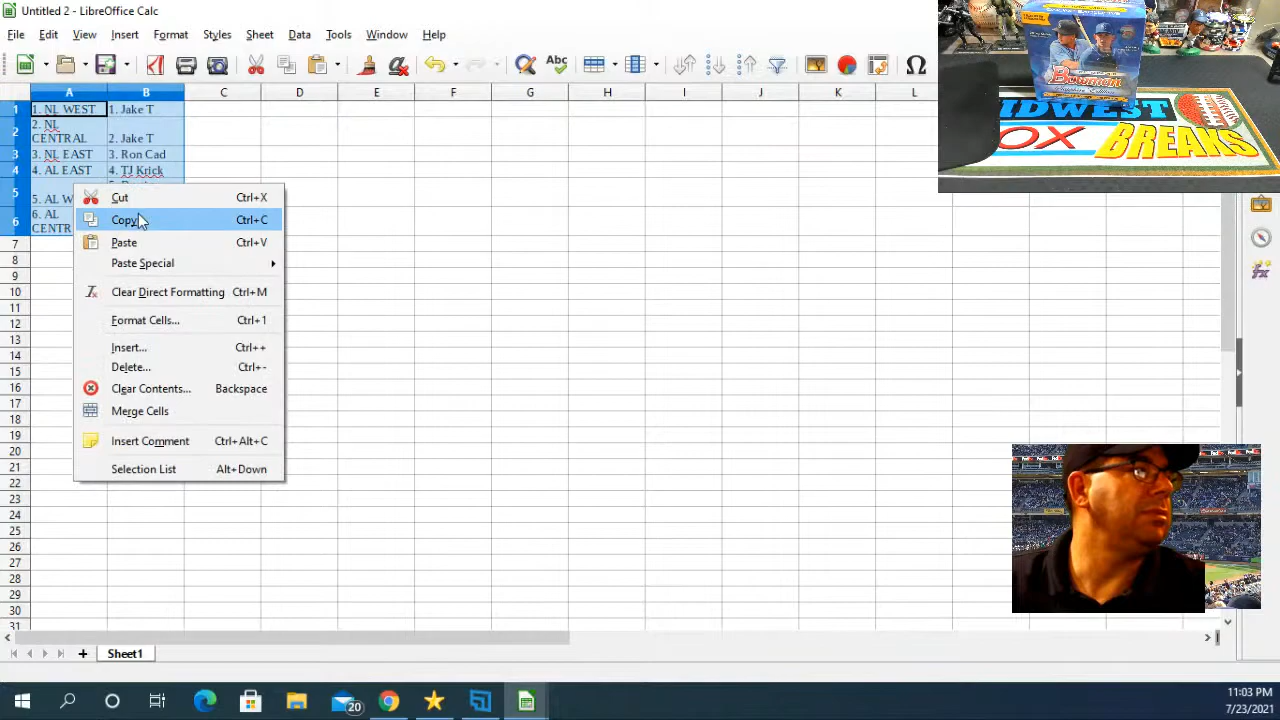 Untitled 2 - LibreOffice Calc
File Edit View Insert Format Styles Sheet Data Tools Window Help
A B C D E F G H I J K L
1 1. NL WEST 1. Jake T
2 2. NL CENTRAL 2. Jake T
3 3. NL EAST 3. Ron Cad
4 4. AL EAST 4. TJ Krick
5 5. AL W
6 6. AL CENTR
7
8
9
10
11
12
13
14
15
16
17
18
19
20
21
22
23
24
25
26
27
28
29
30
31
Cut Ctrl+X
Copy Ctrl+C
Paste Ctrl+V
Paste Special
Clear Direct Formatting Ctrl+M
Format Cells... Ctrl+1
Insert... Ctrl++
Delete... Ctrl+-
Clear Contents... Backspace
Merge Cells
Insert Comment Ctrl+Alt+C
Selection List Alt+Down
Bowman
IDWEST
OX BREAKS
FedEx
Sheet1
20
11:03 PM
7/23/2021